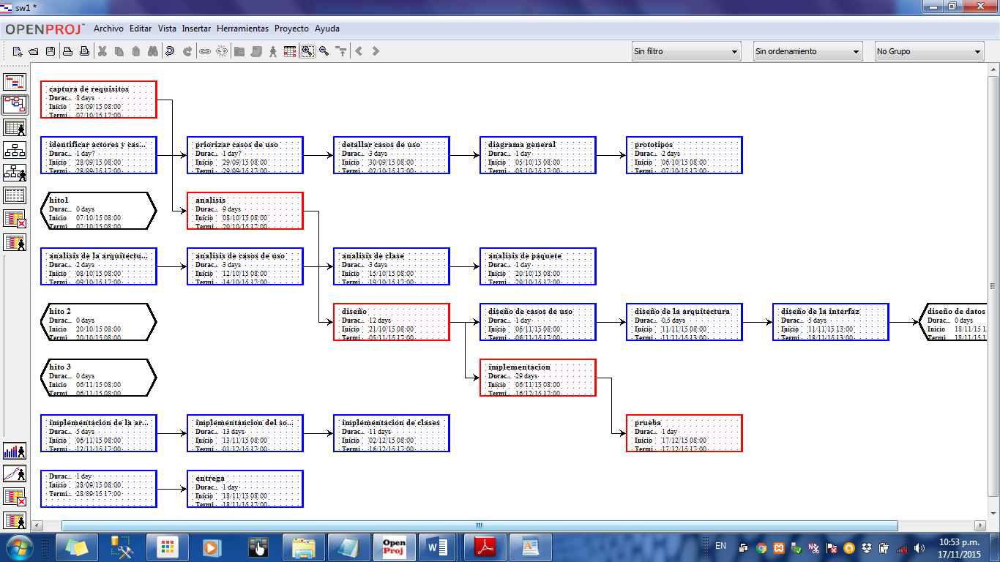 sw1 *
OPENPROJ™ Archivo Editar Vista Insertar Herramientas Proyecto Ayuda
Sin filtro Sin ordenamiento No Grupo
captura de requisitos
Durac... 8 days
Inicio 28/09/15 08:00
Termi... 07/10/15 17:00
identificar actores y cas...
Durac... 1 day?
Inicio 28/09/15 08:00
Termi... 28/09/15 17:00
priorizar casos de uso
Durac... 1 day?
Inicio 29/09/15 08:00
Termi... 29/09/15 17:00
detallar casos de uso
Durac... 3 days
Inicio 30/09/15 08:00
Termi... 02/10/15 17:00
diagrama general
Durac... 1 day
Inicio 05/10/15 08:00
Termi... 05/10/15 17:00
prototipos
Durac... 2 days
Inicio 06/10/15 08:00
Termi... 07/10/15 17:00
hito1
Durac... 0 days
Inicio 07/10/15 08:00
Termi... 07/10/15 08:00
analisis
Durac... 9 days
Inicio 08/10/15 08:00
Termi... 20/10/15 17:00
analisis de la arquitectu...
Durac... 2 days
Inicio 08/10/15 08:00
Termi... 09/10/15 17:00
analisis de casos de uso
Durac... 3 days
Inicio 12/10/15 08:00
Termi... 14/10/15 17:00
analisis de clase
Durac... 3 days
Inicio 15/10/15 08:00
Termi... 19/10/15 17:00
analisis de paquete
Durac... 1 day
Inicio 20/10/15 08:00
Termi... 20/10/15 17:00
hito 2
Durac... 0 days
Inicio 20/10/15 08:00
Termi... 20/10/15 08:00
diseño
Durac... 12 days
Inicio 21/10/15 08:00
Termi... 05/11/15 17:00
diseño de casos de uso
Durac... 1 day
Inicio 06/11/15 08:00
Termi... 06/11/15 17:00
diseño de la arquitectura
Durac... 0,5 days
Inicio 11/11/15 08:00
Termi... 11/11/15 13:00
diseño de la interfaz
Durac... 5 days
Inicio 11/11/15 13:00
Termi... 18/11/15 13:00
diseño de datos
Durac... 0 days
Inicio 18/11/15 1
Termi... 18/11/15 1
hito 3
Durac... 0 days
Inicio 06/11/15 08:00
Termi... 06/11/15 08:00
implementacion
Durac... 29 days
Inicio 06/11/15 08:00
Termi... 16/12/15 17:00
implementacion de la ar...
Durac... 5 days
Inicio 06/11/15 08:00
Termi... 12/11/15 17:00
implementancion del so...
Durac... 13 days
Inicio 13/11/15 08:00
Termi... 01/12/15 17:00
implementacion de clases
Durac... 11 days
Inicio 02/12/15 08:00
Termi... 16/12/15 17:00
prueba
Durac... 1 day
Inicio 17/12/15 08:00
Termi... 17/12/15 17:00
Durac... 1 day
Inicio 28/09/15 08:00
Termi... 28/09/15 17:00
entrega
Durac... 1 day
Inicio 18/11/15 08:00
Termi... 18/11/15 17:00
Open
Proj
EN
10:53 p.m.
17/11/2015